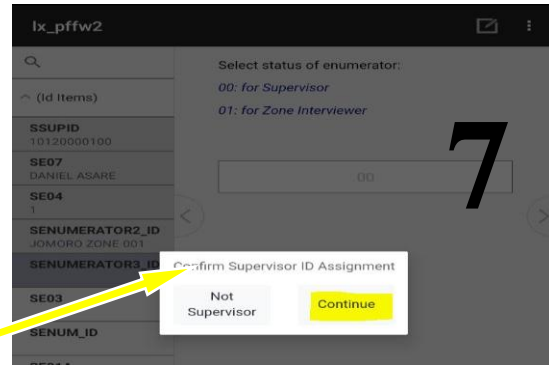 lx_pffw2
Select status of enumerator:
00: for Supervisor
01: for Zone Interviewer
(Id Items)
SSUPID
10120000100
SE07
DANIEL ASARE
SE04
1
SENUMERATOR2_ID
JOMORO ZONE 001
SENUMERATOR3_ID
SE03
SENUM_ID
00
7
Confirm Supervisor ID Assignment
Not
Supervisor
Continue